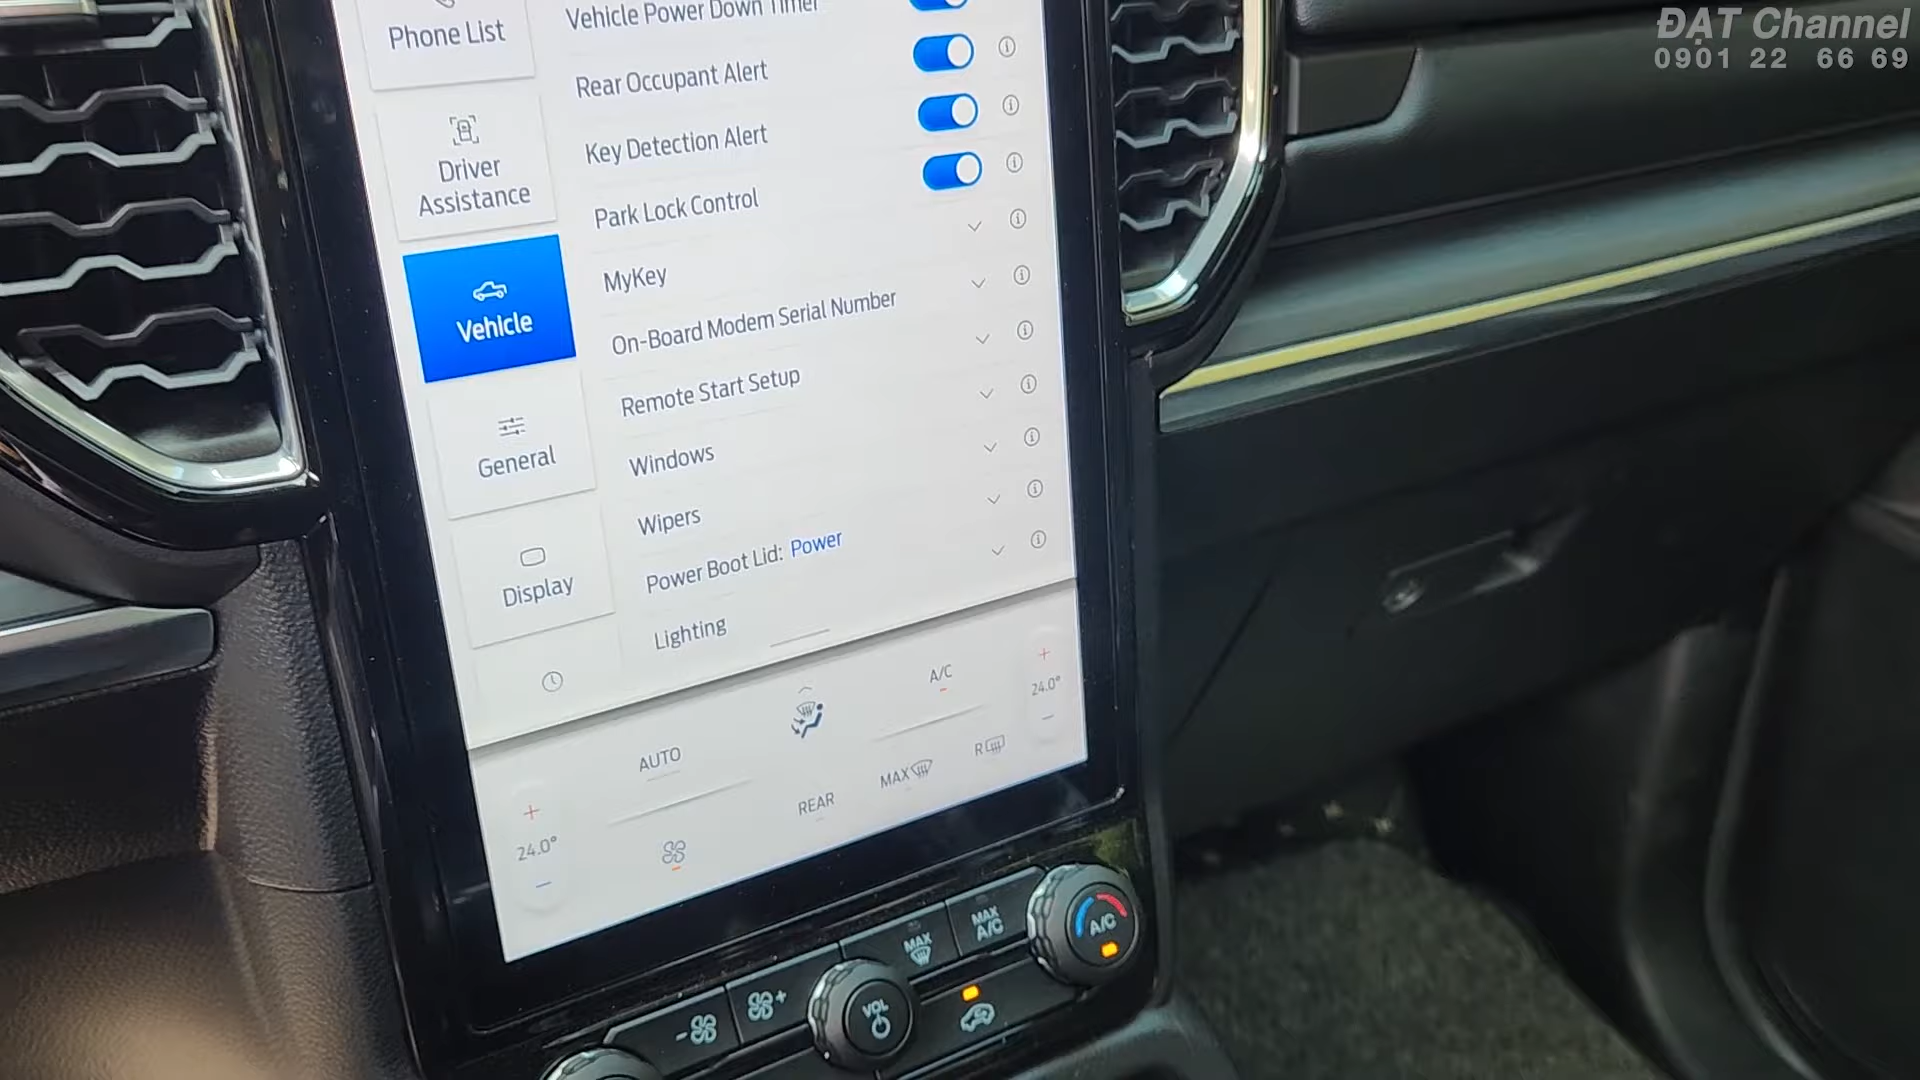 ĐẠT Channel
0901 22 66 69
Phone List
Vehicle Power Down Timer
Rear Occupant Alert
Driver
Assistance
Key Detection Alert
Park Lock Control
Vehicle
MyKey
On-Board Modem Serial Number
Remote Start Setup
General
Windows
Wipers
Display
Power Boot Lid: Power
Lighting
A/C
24.0°
AUTO
R
MAX
REAR
24.0°
MAX
A/C
A/C
MAX
VOL